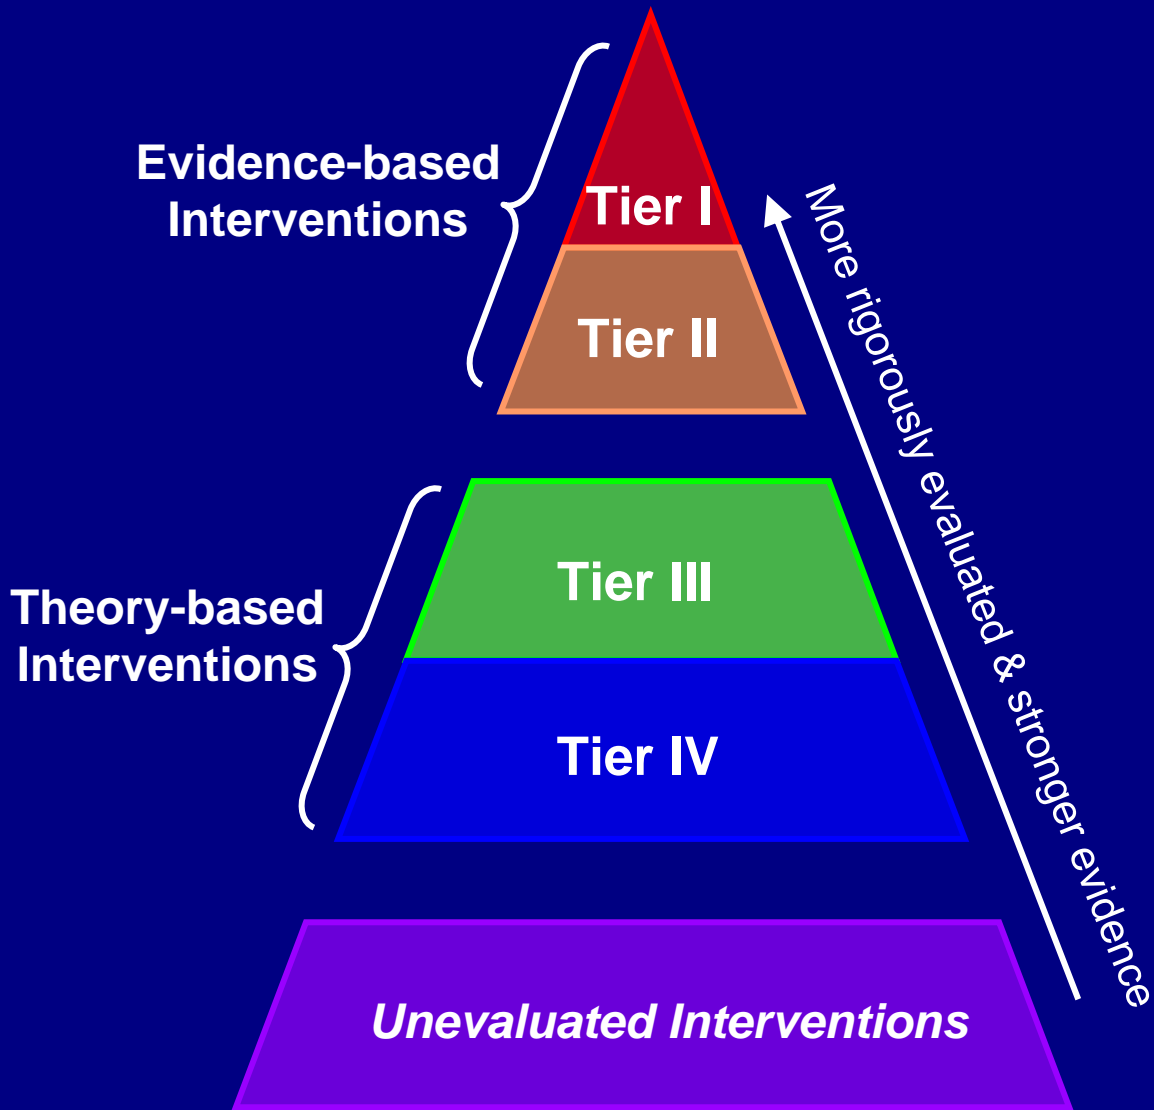 Evidence-based
Interventions
Tier I
Tier II
More rigorously evaluated & stronger evidence
Theory-based
Interventions
Tier III
Tier IV
Unevaluated Interventions